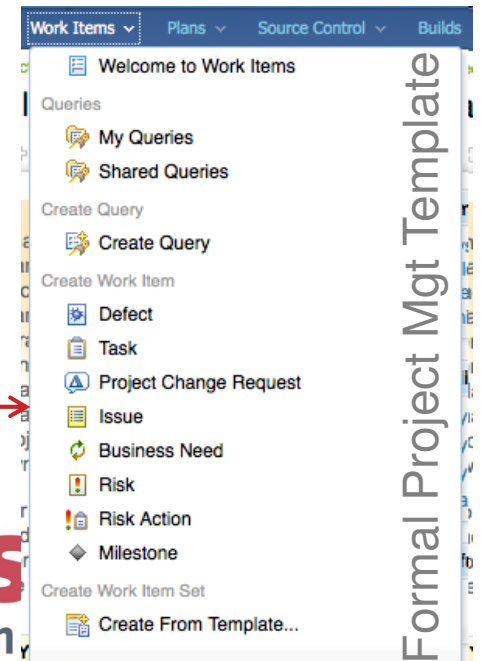 Work Items
Plans
Source Control
Builds
Welcome to Work Items
Queries
My Queries
Shared Queries
Create Query
Create Query
Create Work Item
Defect
Task
Project Change Request
Issue
Business Need
Risk
Risk Action
Milestone
Create Work Item Set
Create From Template...
Formal Project Mgt Template